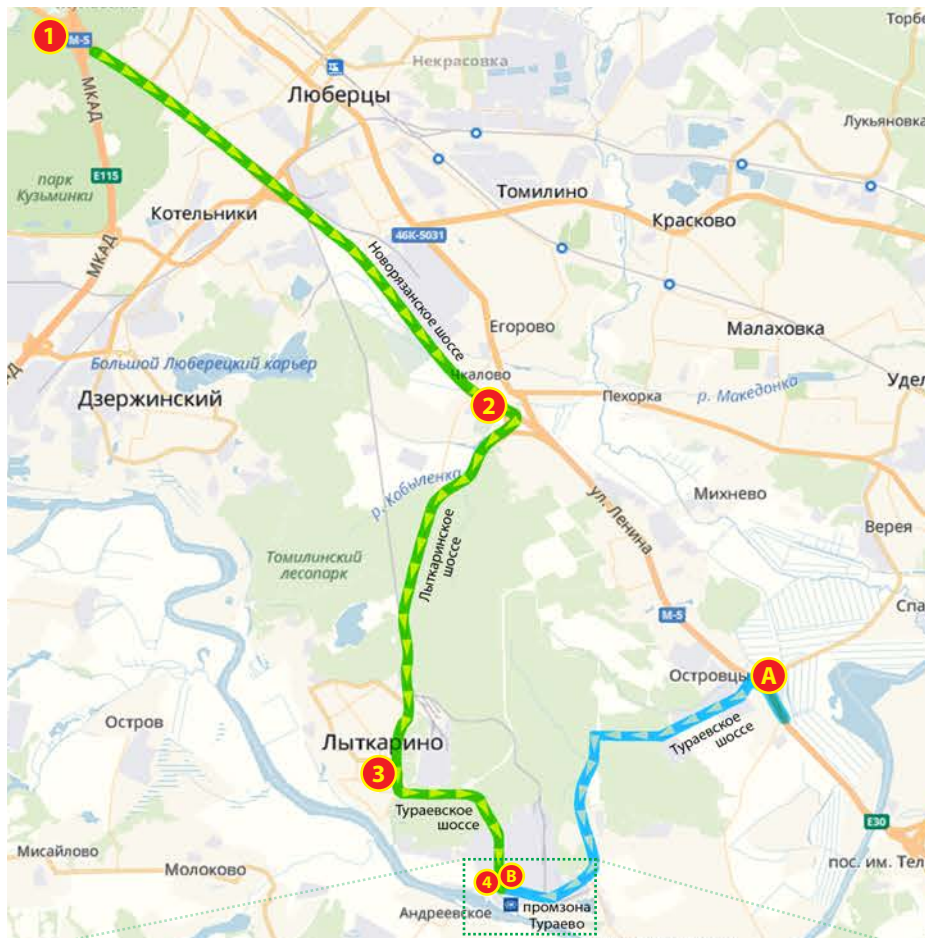 1
М-5
МКАД
Люберцы
Некрасовка
Торбе
Лукьяновка
парк
Кузьминки
Е115
Котельники
МКАД
Томилино
Красково
46К-5031
Новорязанское шоссе
Егорово
Малаховка
Большой Люберецкий карьер
Чкалово
Дзержинский
2
Пехорка
р. Македонка
Удел
р. Кобыленка
ул. Ленина
Михнево
Верея
Лыткаринское
шоссе
Томилинский
лесопарк
Спа
М-5
Островцы
А
Остров
Лыткарино
Тураевское
шоссе
3
Тураевское
шоссе
Е30
Мисайлово
Молоково
пос. им. Тел
4
В
Андреевское
промзона
Тураево